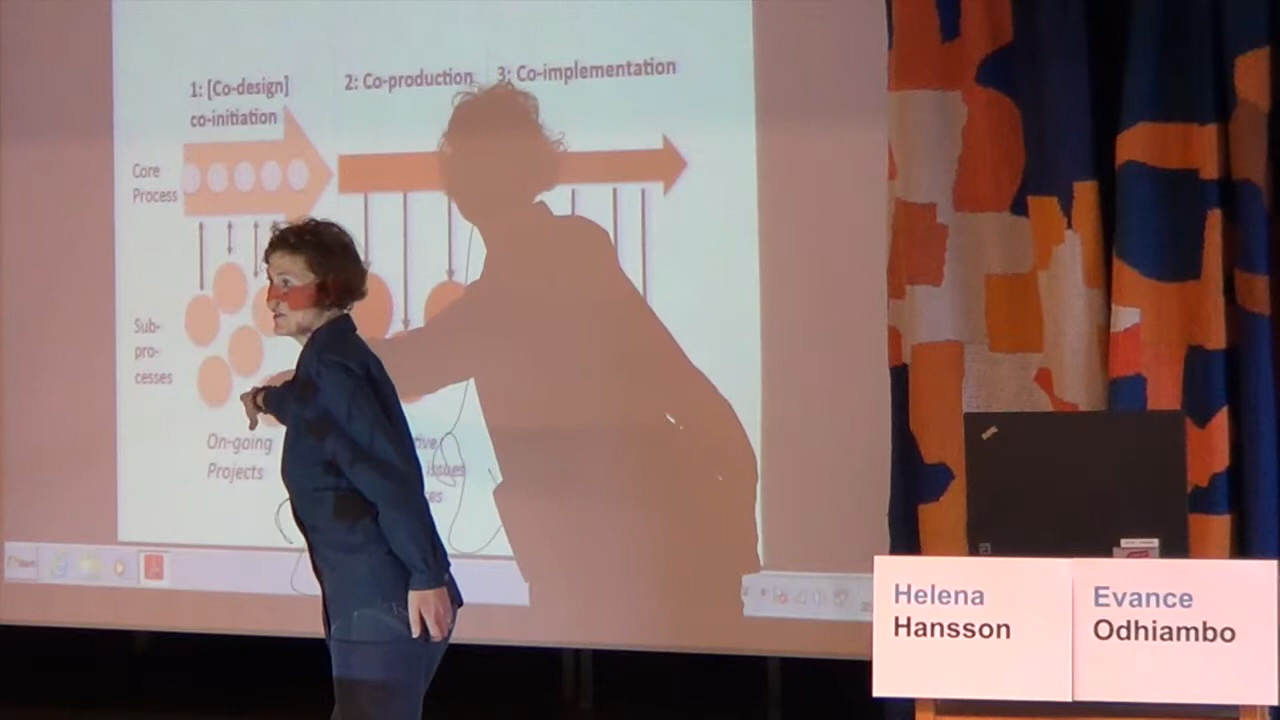 1: [Co-design]
co-initiation
2: Co-production
3: Co-implementation
Core
Process
Sub-
pro-
cesses
On-going
Projects
issues
Helena
Hansson
Evance
Odhiambo